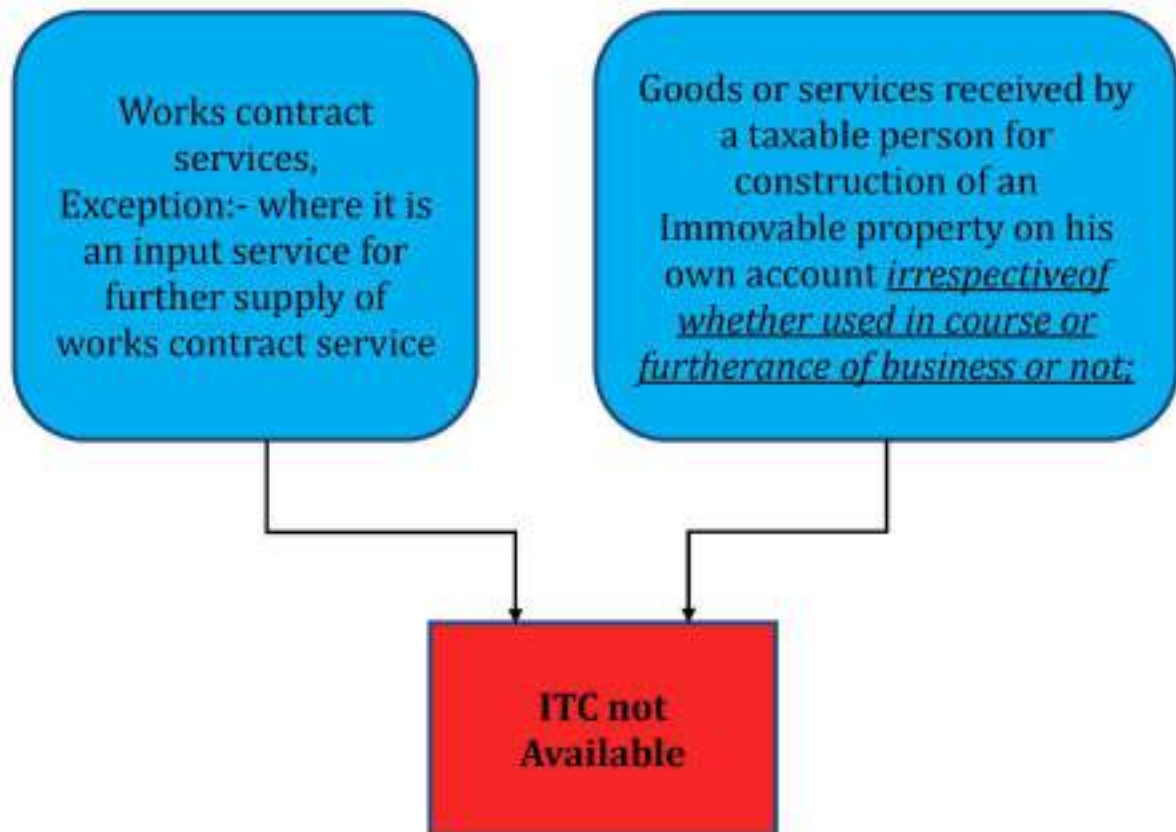 Works contract
services,
Exception:- where it is
an input service for
further supply of
works contract service
Goods or services received by
a taxable person for
construction of an
Immovable property on his
own account irrespectiveof
whether used in course or
furtherance of business or not;
ITC not
Available